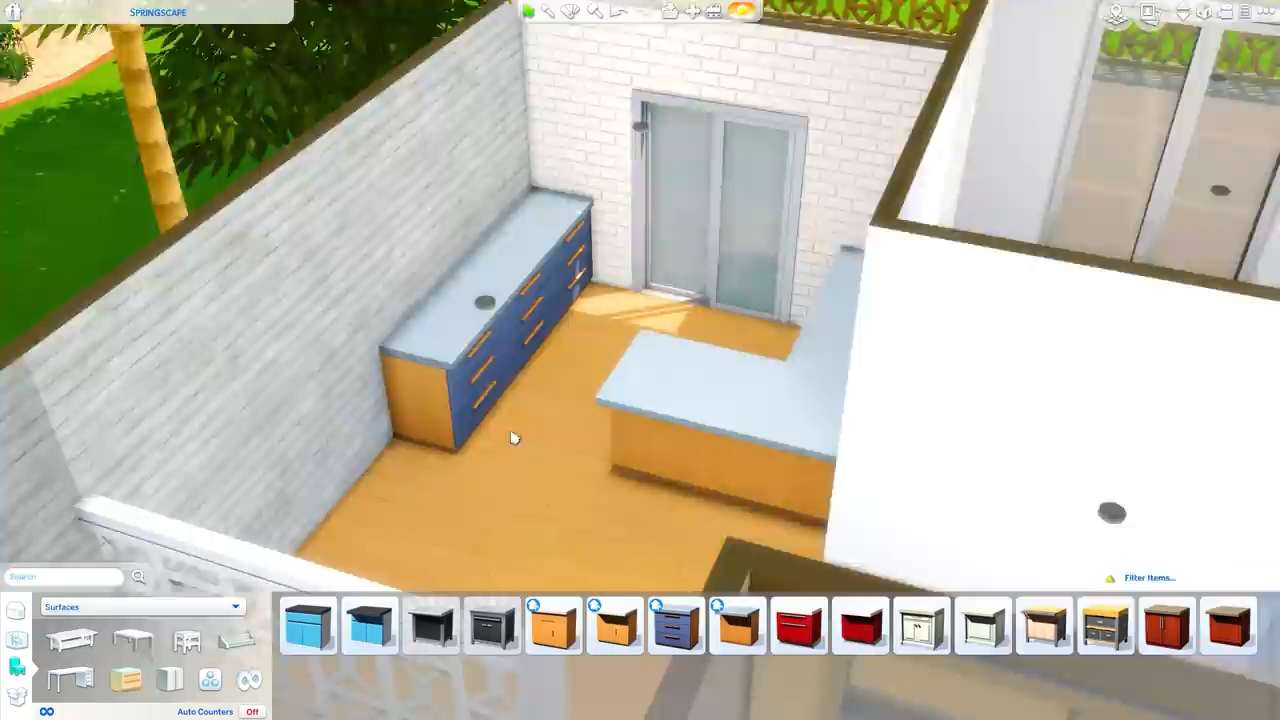 SPRINGSCAPE
Filter Items...
Search
Surfaces
Auto Counters Off